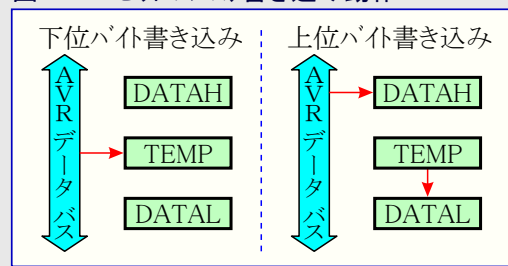 下位バイト書き込み
AVRデータ バス
DATAH
TEMP
DATAL
上位バイト書き込み
AVRデータ バス
DATAH
TEMP
DATAL